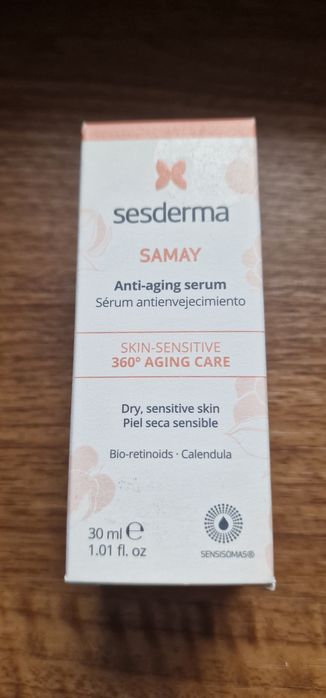 sesderma
SAMAY
Anti-aging serum
Sérum antienvejecimiento
SKIN-SENSITIVE
360º AGING CARE
Dry, sensitive skin
Piel seca sensible
Bio-retinoids · Calendula
30 ml ℮
1.01 fl. oz
SENSISOMAS®